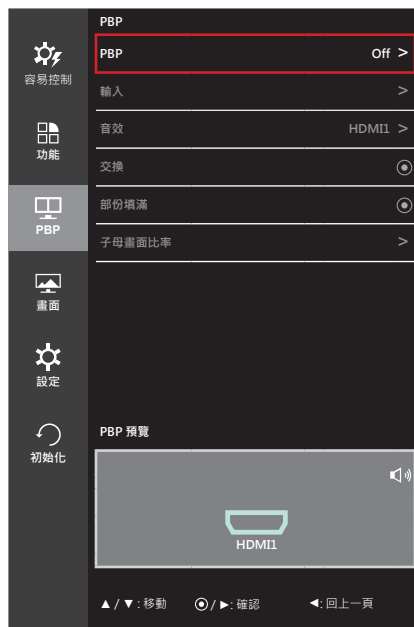 PBP
PBP Off >
輸入 >
音效 HDMI1 >
交換
部份填滿
子母畫面比率 >
容易控制
功能
PBP
畫面
設定
初始化
PBP 預覽
HDMI1
▲ / ▼ : 移動 ◉ / ► : 確認 ◄ : 回上一頁